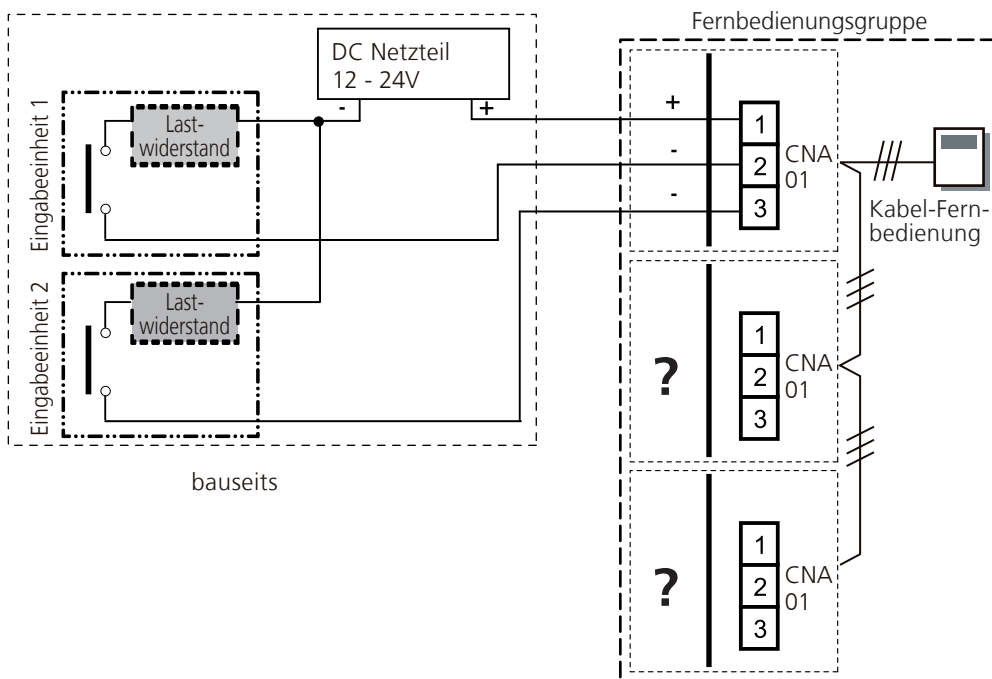 Fernbedienungsgruppe
DC Netzteil
12 - 24V
- +
Eingabeeinheit 1
Last-
widerstand
+
-
-
1
2
3
CNA
01
Kabel-Fern-
bedienung
Eingabeeinheit 2
Last-
widerstand
?
1
2
3
CNA
01
bauseits
?
1
2
3
CNA
01